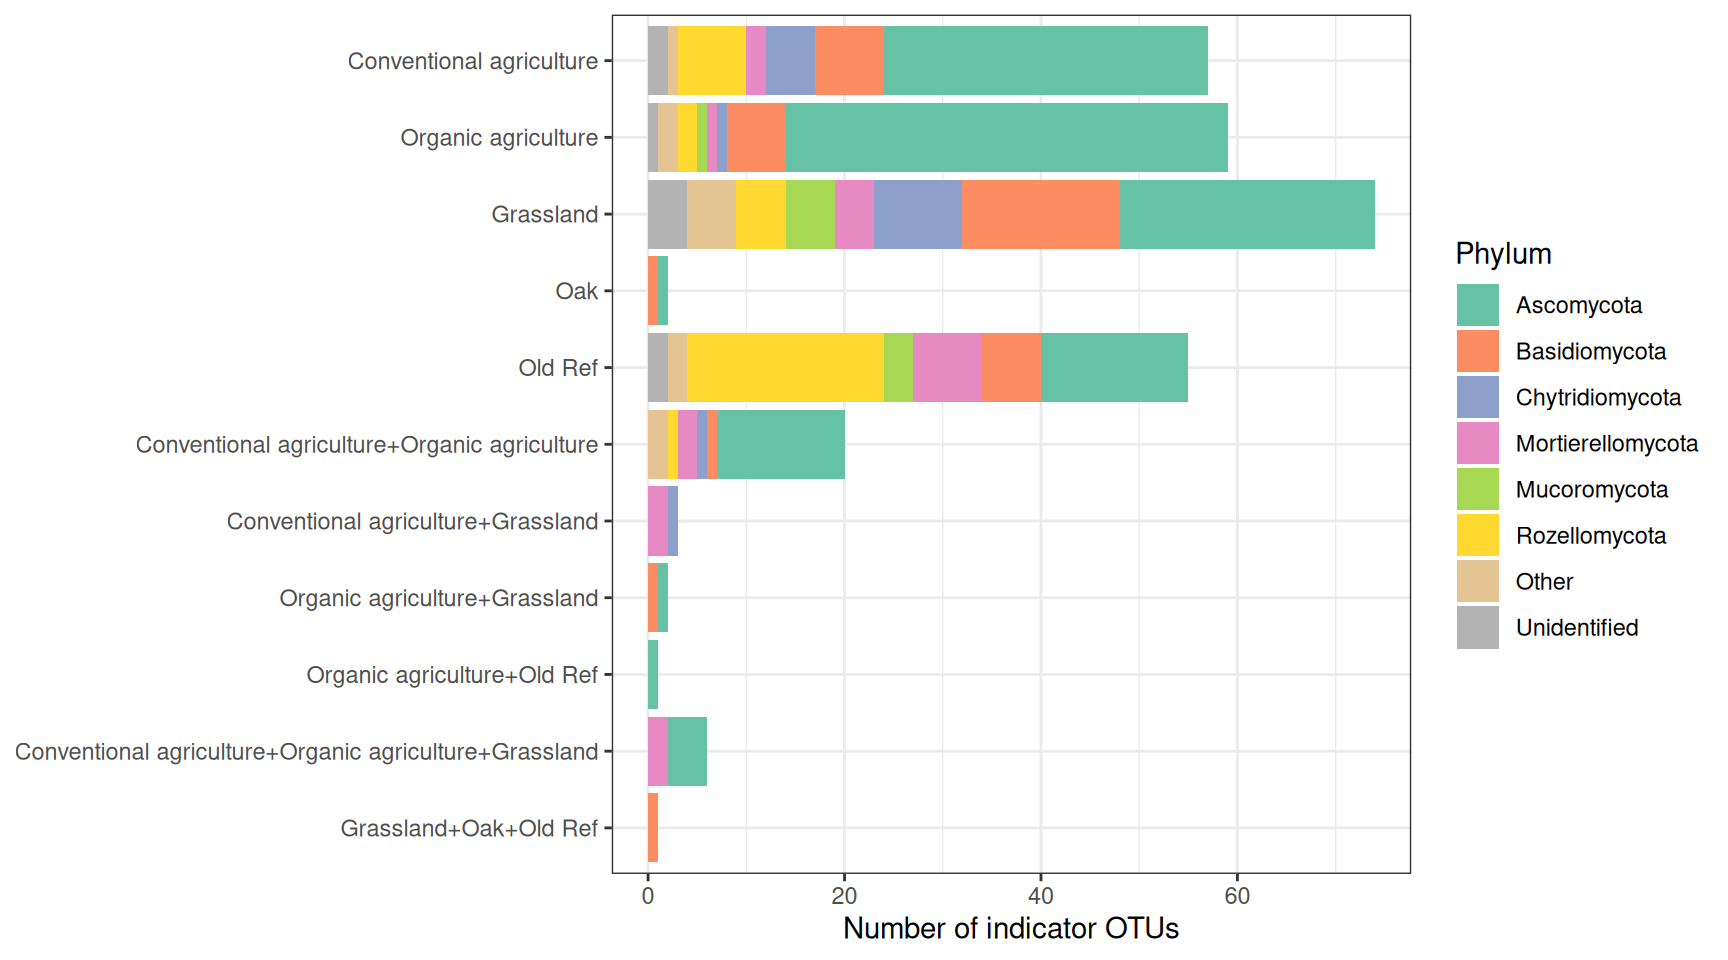 Conventional agriculture
Organic agriculture
Grassland
Oak
Old Ref
Conventional agriculture+Organic agriculture
Conventional agriculture+Grassland
Organic agriculture+Grassland
Organic agriculture+Old Ref
Conventional agriculture+Organic agriculture+Grassland
Grassland+Oak+Old Ref
0 20 40 60
Number of indicator OTUs
Phylum
Ascomycota
Basidiomycota
Chytridiomycota
Mortierellomycota
Mucoromycota
Rozellomycota
Other
Unidentified